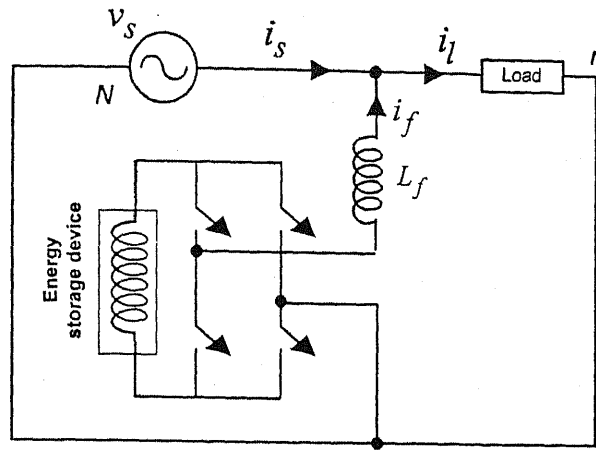 v_s
i_s
i_l
N
Load
n
i_f
L_f
Energy
storage device